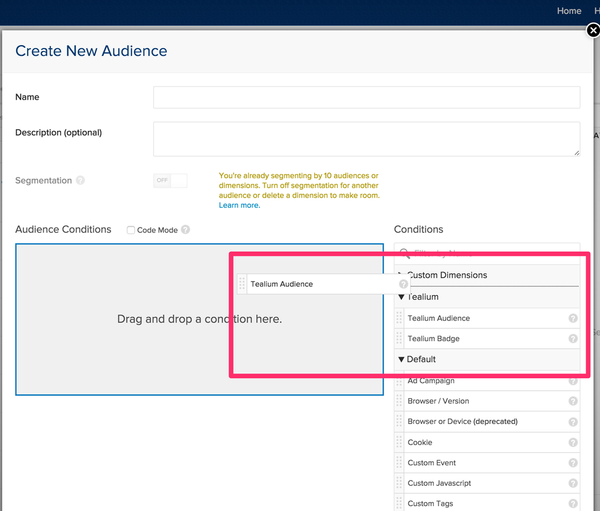 Home
Create New Audience
Name
Description (optional)
Segmentation ?
OFF
You're already segmenting by 10 audiences or
dimensions. Turn off segmentation for another
audience or delete a dimension to make room.
Learn more.
Audience Conditions
Code Mode ?
Conditions
Drag and drop a condition here.
Tealium Audience ?
Custom Dimensions
Tealium
Tealium Audience ?
Tealium Badge ?
Default
Ad Campaign ?
Browser / Version ?
Browser or Device (deprecated) ?
Cookie ?
Custom Event ?
Custom Javascript ?
Custom Tags ?